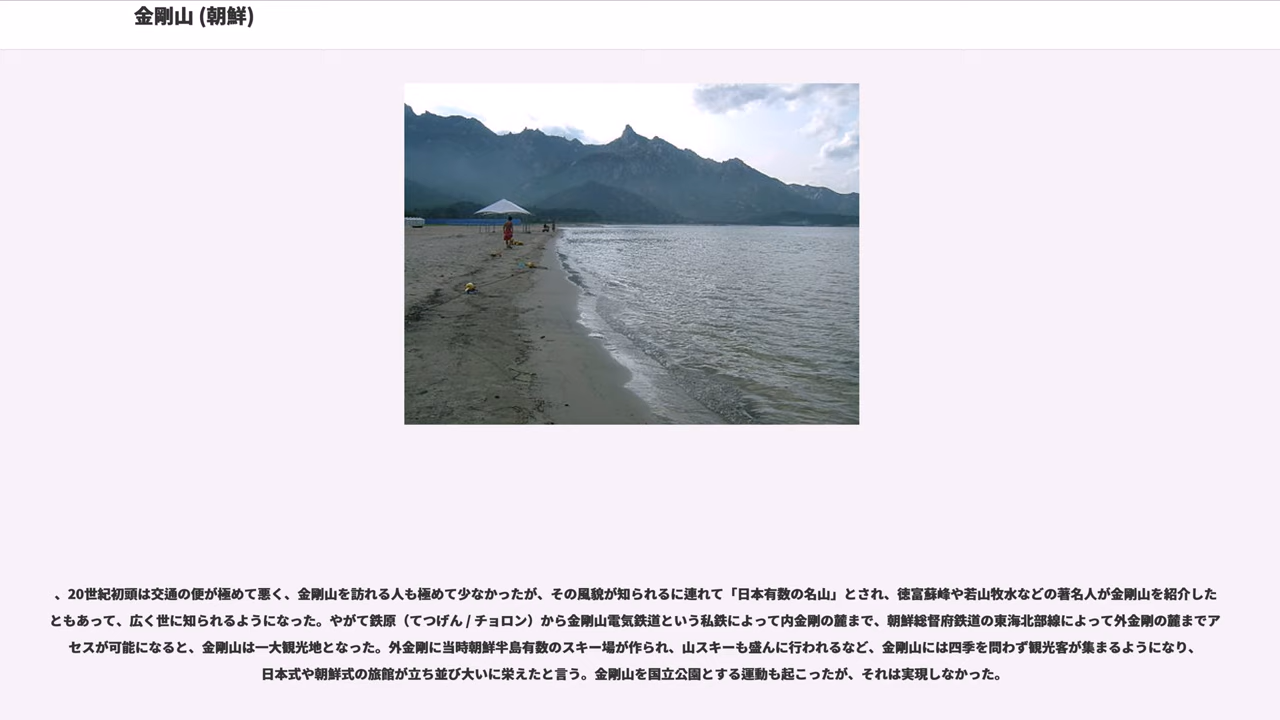 金剛山 (朝鮮)
、20世紀初頭は交通の便が極めて悪く、金剛山を訪れる人も極めて少なかったが、その風貌が知られるに連れて「日本有数の名山」とされ、徳富蘇峰や若山牧水などの著名人が金剛山を紹介した
ともあって、広く世に知られるようになった。やがて鉄原（てつげん / チョロン）から金剛山電気鉄道という私鉄によって内金剛の麓まで、朝鮮総督府鉄道の東海北部線によって外金剛の麓までア
セスが可能になると、金剛山は一大観光地となった。外金剛に当時朝鮮半島有数のスキー場が作られ、山スキーも盛んに行われるなど、金剛山には四季を問わず観光客が集まるようになり、
日本式や朝鮮式の旅館が立ち並び大いに栄えたと言う。金剛山を国立公園とする運動も起こったが、それは実現しなかった。